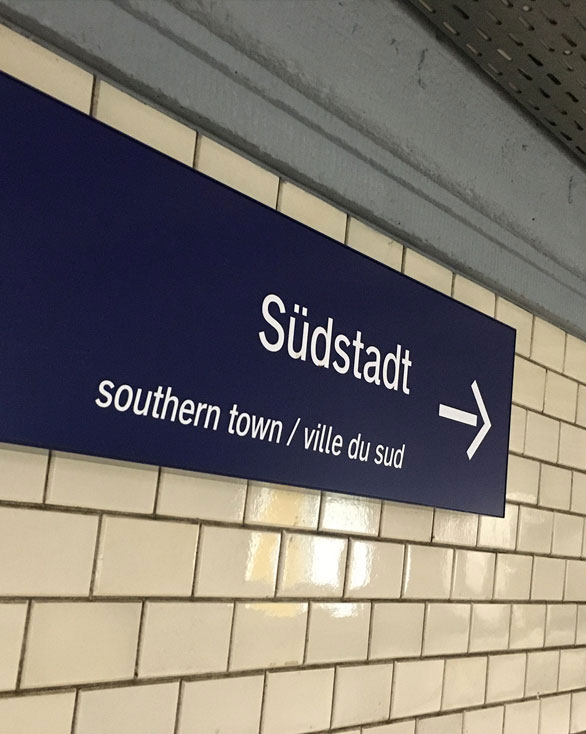 Südstadt
southern town / ville du sud